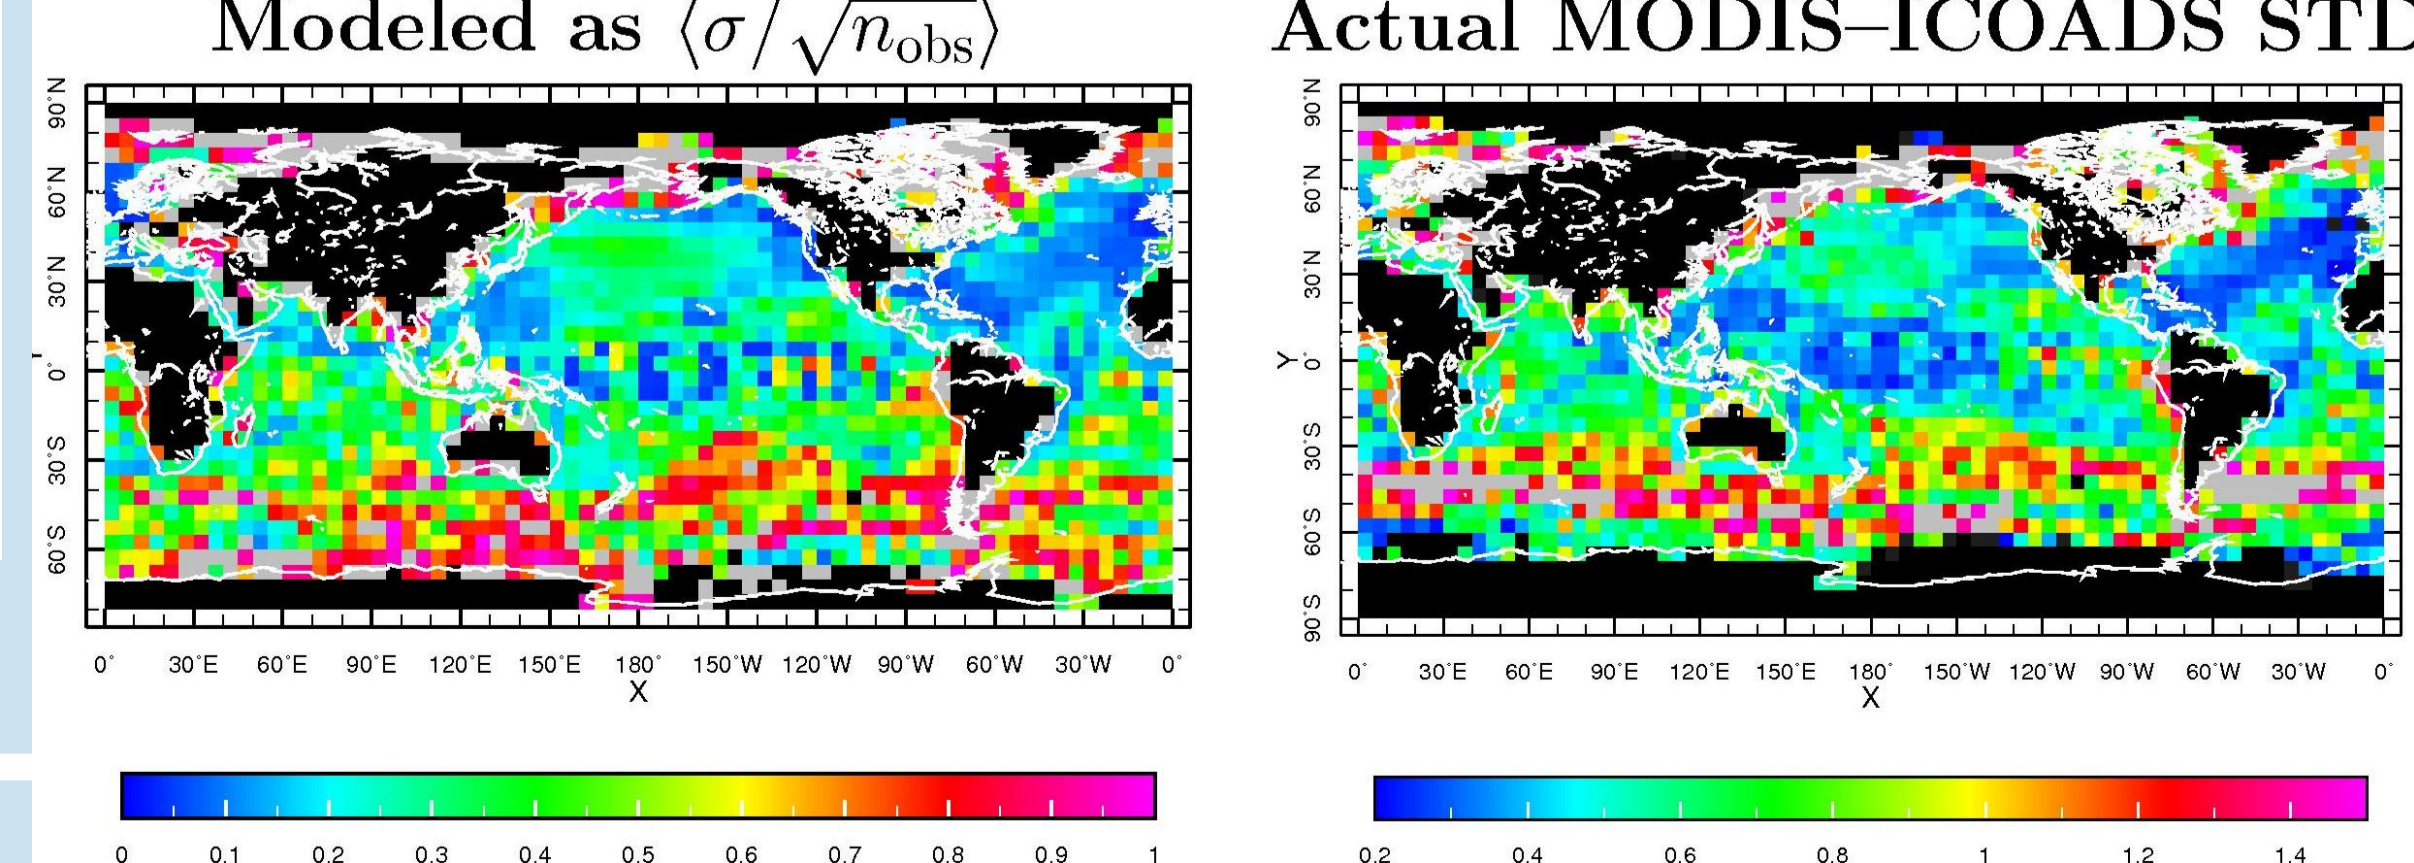 Modeled as ⟨σ/√n_obs⟩
90°N
60°N
30°N
0°
30°S
60°S
0° 30°E 60°E 90°E 120°E 150°E 180° 150°W 120°W 90°W 60°W 30°W 0°
X
0 0.1 0.2 0.3 0.4 0.5 0.6 0.7 0.8 0.9 1
Actual MODIS–ICOADS STD
90°N
60°N
30°N
0°
30°S
60°S
90°S
Y
0° 30°E 60°E 90°E 120°E 150°E 180° 150°W 120°W 90°W 60°W 30°W 0°
X
0.2 0.4 0.6 0.8 1 1.2 1.4